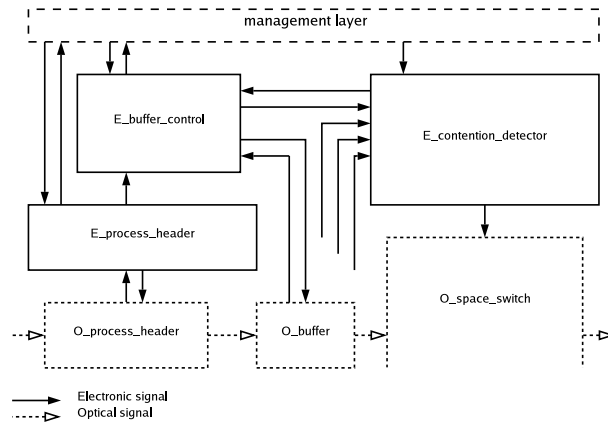 management layer
E_buffer_control
E_contention_detector
E_process_header
O_space_switch
O_process_header
O_buffer
Electronic signal
Optical signal